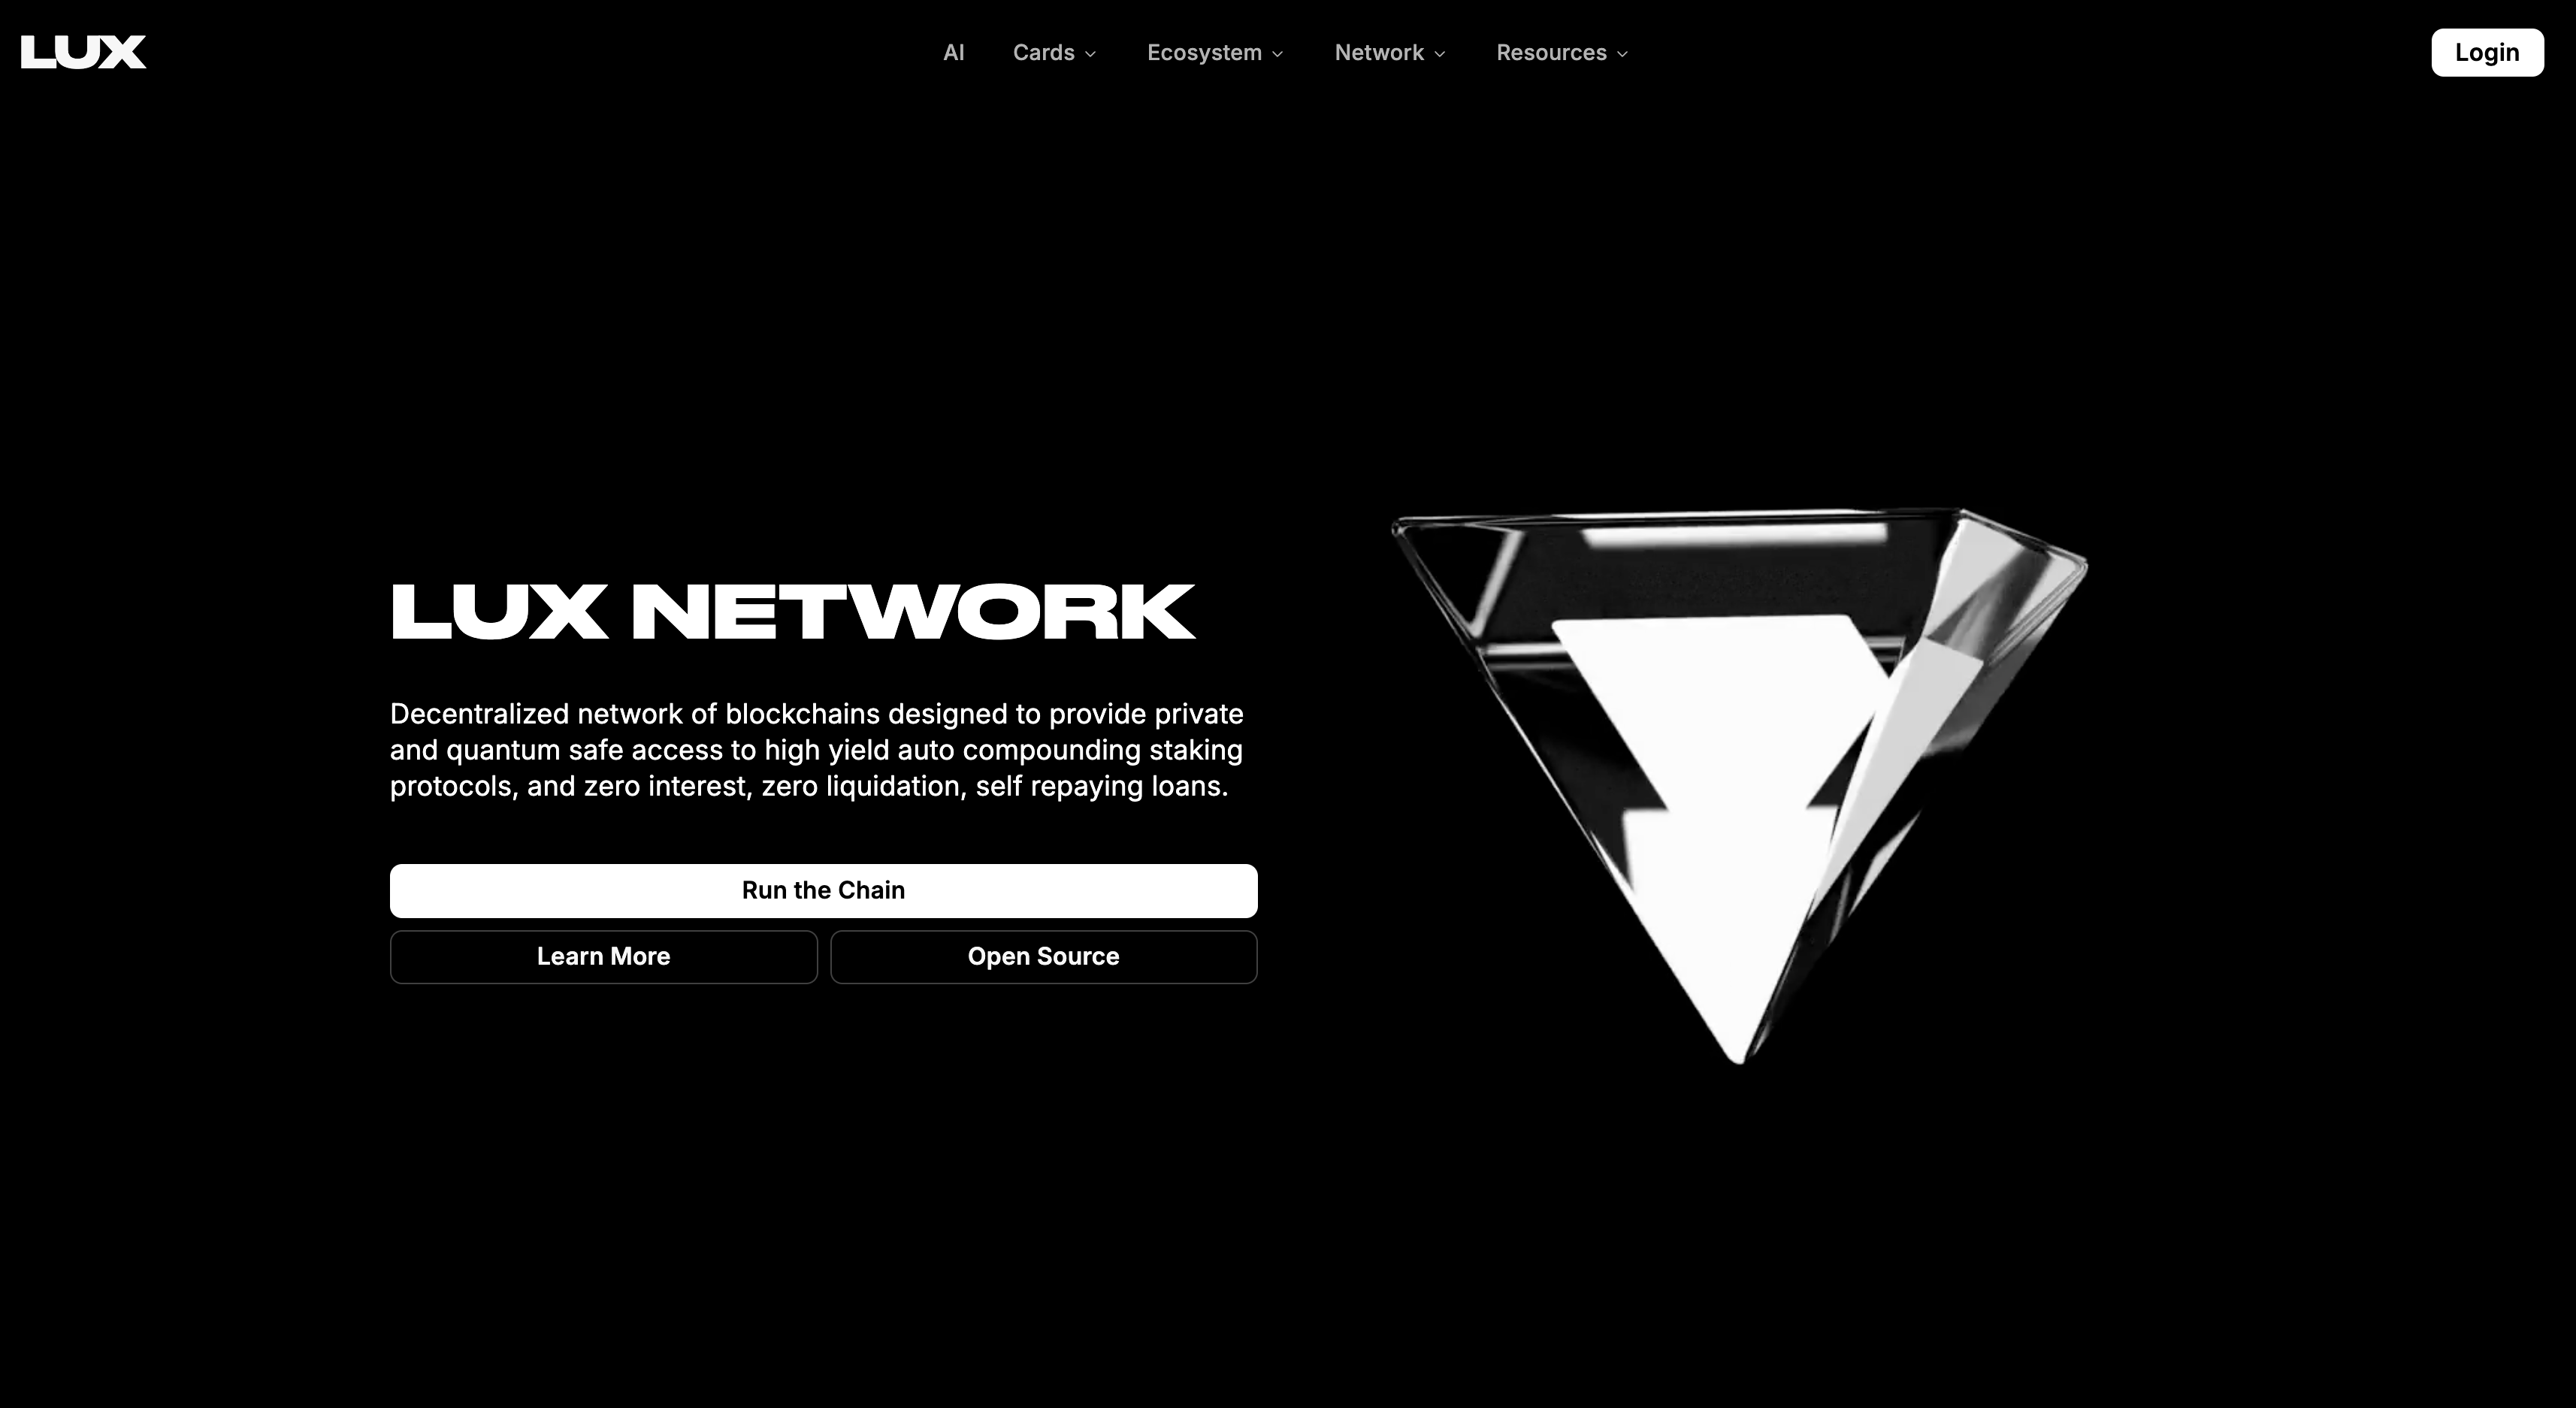 LUX
AI
Cards
Ecosystem
Network
Resources
Login
LUX NETWORK
Decentralized network of blockchains designed to provide private
and quantum safe access to high yield auto compounding staking
protocols, and zero interest, zero liquidation, self repaying loans.
Run the Chain
Learn More
Open Source